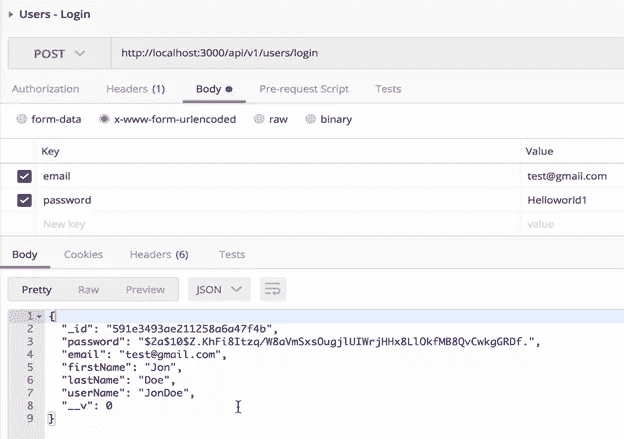 Users - Login
POST http://localhost:3000/api/v1/users/login
Authorization Headers (1) Body Pre-request Script Tests
form-data x-www-form-urlencoded raw binary
Key Value
email test@gmail.com
password Helloworld1
New key value
Body Cookies Headers (6) Tests
Pretty Raw Preview JSON
1 {
2 "_id": "591e3493ae211258a6a47f4b",
3 "password": "$2a$10$Z.KhFi8Itzq/W8aVmSxsOugjlUIWrjHHx8LlOkfMB8QvCwkgGRDf.",
4 "email": "test@gmail.com",
5 "firstName": "Jon",
6 "lastName": "Doe",
7 "userName": "JonDoe",
8 "__v": 0
9 }